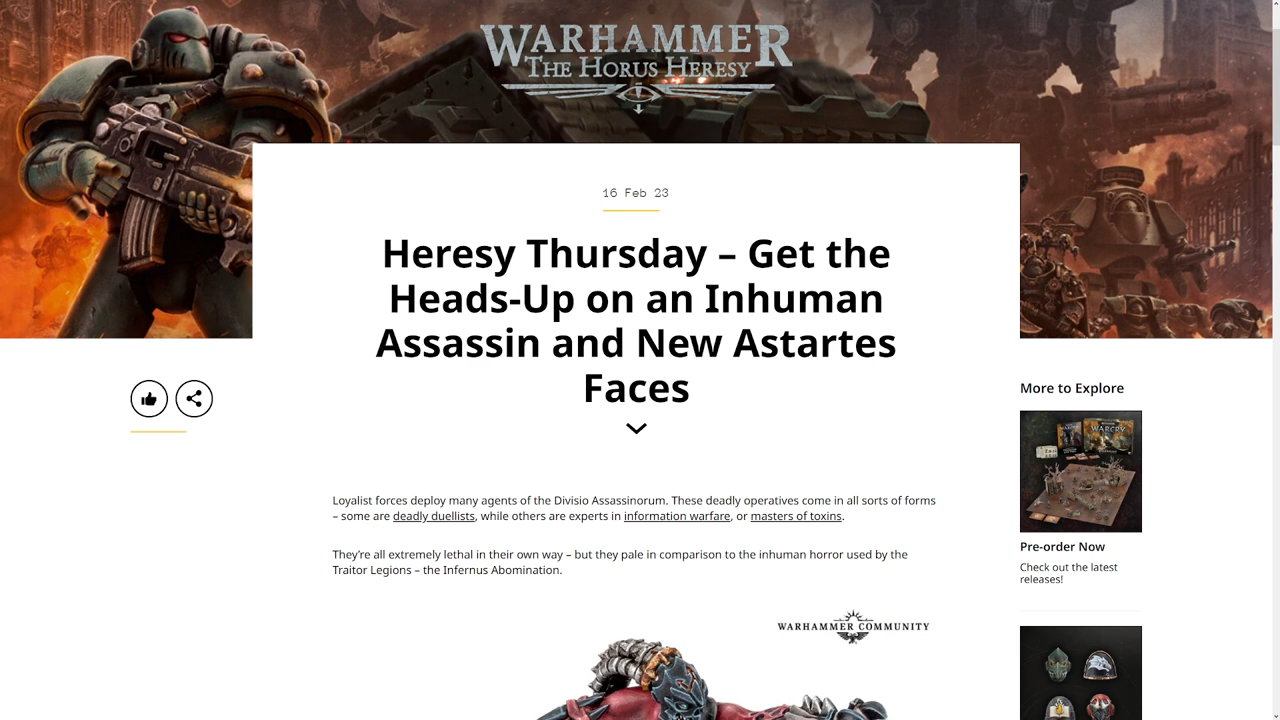 WARHAMMER
THE HORUS HERESY
16 Feb 23
Heresy Thursday – Get the
Heads-Up on an Inhuman
Assassin and New Astartes
Faces
Loyalist forces deploy many agents of the Divisio Assassinorum. These deadly operatives come in all sorts of forms
– some are deadly duellists, while others are experts in information warfare, or masters of toxins.
They’re all extremely lethal in their own way – but they pale in comparison to the inhuman horror used by the
Traitor Legions – the Infernus Abomination.
WARHAMMER COMMUNITY
More to Explore
WARCRY
WARCRY
Pre-order Now
Check out the latest
releases!